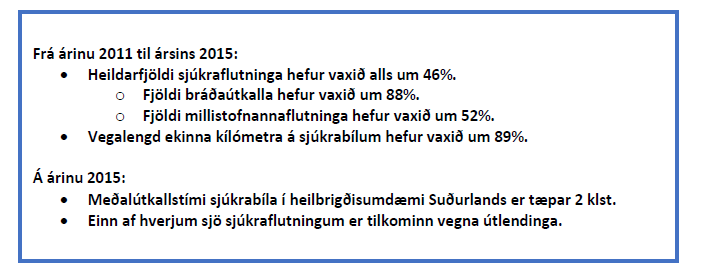 Frá árinu 2011 til ársins 2015:
• Heildarfjöldi sjúkraflutninga hefur vaxið alls um 46%.
o Fjöldi bráðaútkalla hefur vaxið um 88%.
o Fjöldi millistofnannaflutninga hefur vaxið um 52%.
• Vegalengd ekinna kílómetra á sjúkrabílum hefur vaxið um 89%.
Á árinu 2015:
• Meðalútkallstími sjúkrabíla í heilbrigðisumdæmi Suðurlands er tæpar 2 klst.
• Einn af hverjum sjö sjúkraflutningum er tilkominn vegna útlendinga.